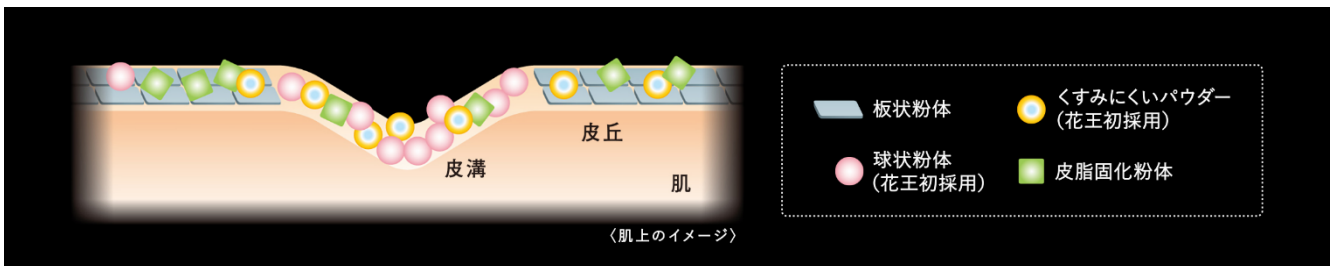 皮丘
皮溝
肌
〈肌上のイメージ〉
板状粉体
くすみにくいパウダー
(花王初採用)
球状粉体
(花王初採用)
皮脂固化粉体